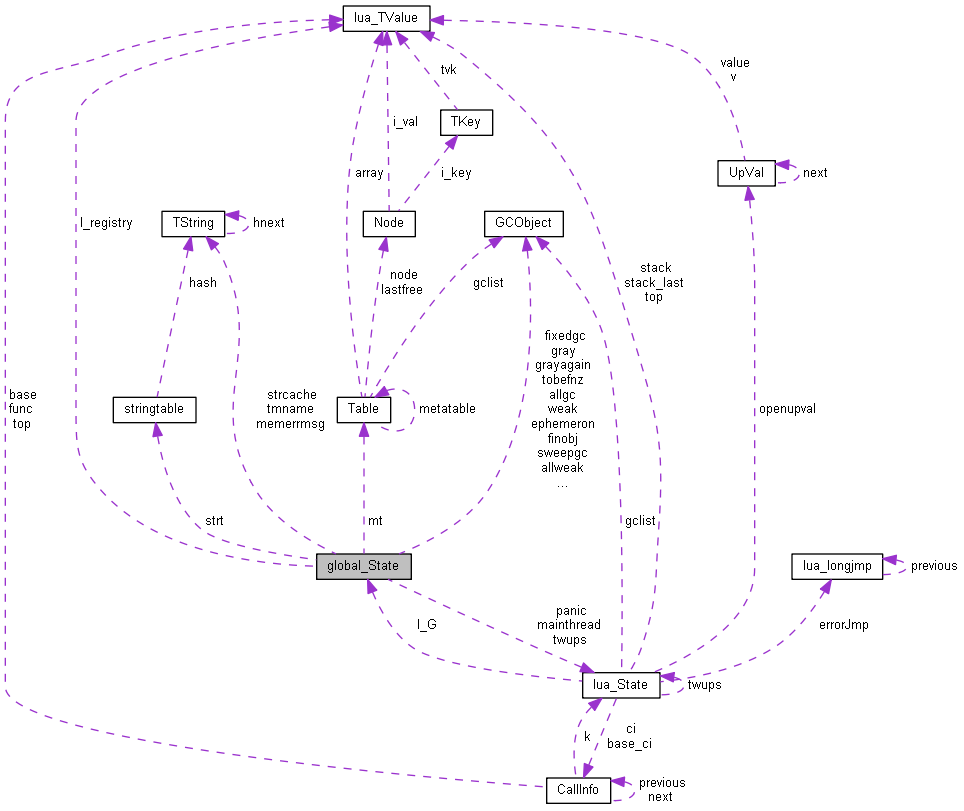 lua_TValue
value
v
tvk
TKey
i_val
array
i_key
UpVal
next
l_registry
TString
hnext
Node
GCObject
node
lastfree
gclist
stack
stack_last
top
hash
fixedgc
gray
grayagain
tobefnz
allgc
weak
ephemeron
finobj
sweepgc
allweak
...
base
func
top
stringtable
strcache
tmname
memerrmsg
Table
metatable
openupval
strt
mt
gclist
global_State
lua_longjmp
previous
l_G
panic
mainthread
twups
errorJmp
lua_State
twups
k
ci
base_ci
CallInfo
previous
next